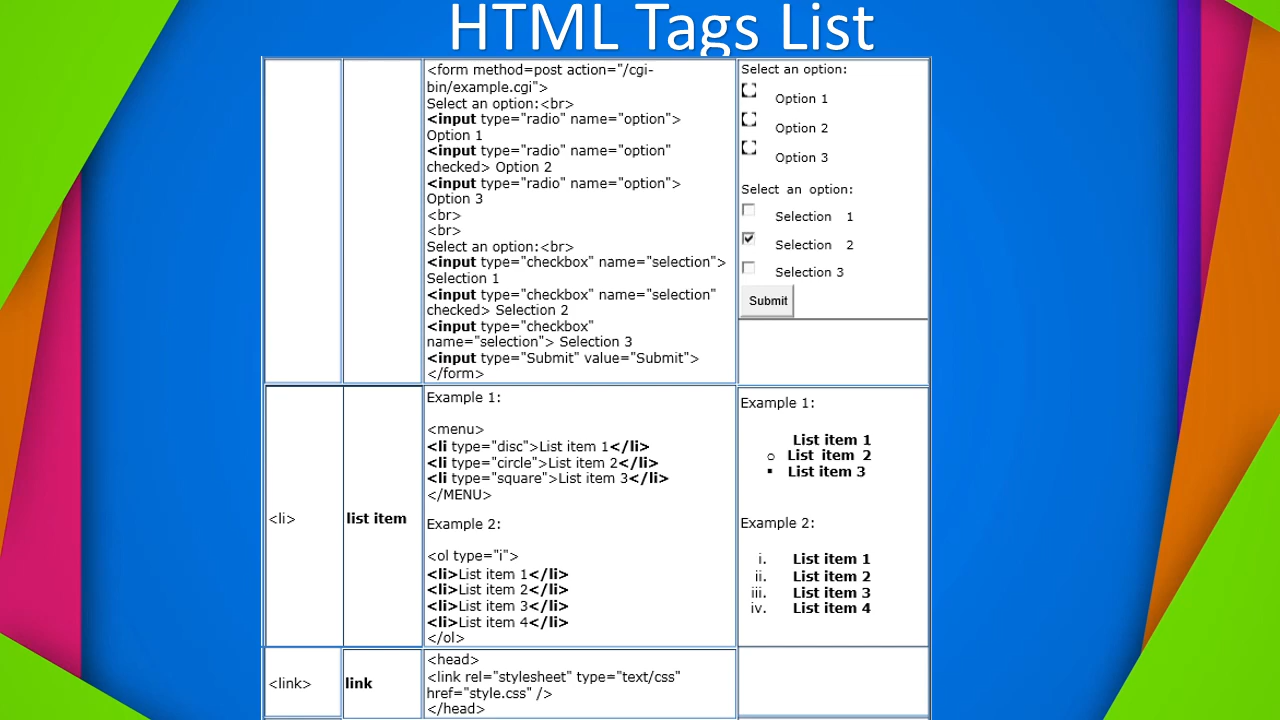 HTML Tags List
<form method=post action="/cgi-
bin/example.cgi">
Select an option:<br>
<input type="radio" name="option">
Option 1
<input type="radio" name="option"
checked> Option 2
<input type="radio" name="option">
Option 3
<br>
<br>
Select an option:<br>
<input type="checkbox" name="selection">
Selection 1
<input type="checkbox" name="selection"
checked> Selection 2
<input type="checkbox"
name="selection"> Selection 3
<input type="Submit" value="Submit">
</form>
Select an option:
Option 1
Option 2
Option 3
Select an option:
Selection 1
Selection 2
Selection 3
Submit
<li>
list item
Example 1:
<menu>
<li type="disc">List item 1</li>
<li type="circle">List item 2</li>
<li type="square">List item 3</li>
</MENU>
Example 2:
<ol type="i">
<li>List item 1</li>
<li>List item 2</li>
<li>List item 3</li>
<li>List item 4</li>
</ol>
Example 1:
List item 1
List item 2
List item 3
Example 2:
i. List item 1
ii. List item 2
iii. List item 3
iv. List item 4
<link>
link
<head>
<link rel="stylesheet" type="text/css"
href="style.css" />
</head>